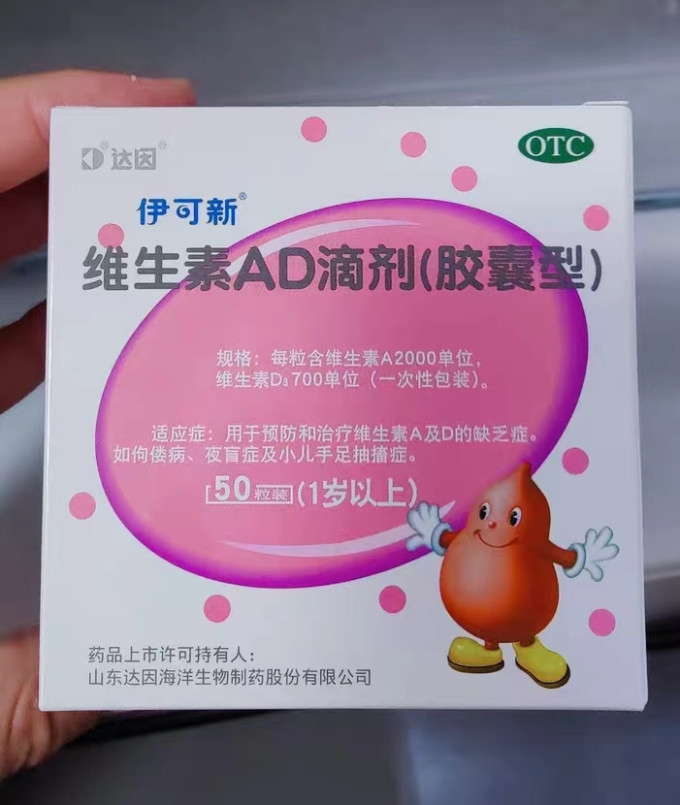 达因
OTC
伊可新®
维生素AD滴剂(胶囊型)
规格：每粒含维生素A2000单位，
维生素D₃700单位（一次性包装）。
适应症：用于预防和治疗维生素A及D的缺乏症。
如佝偻病、夜盲症及小儿手足抽搐症。
50粒装(1岁以上)
药品上市许可持有人：
山东达因海洋生物制药股份有限公司